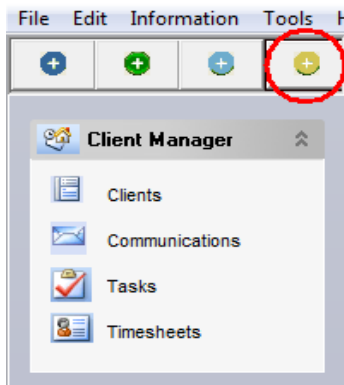 File Edit Information Tools
Client Manager
Clients
Communications
Tasks
Timesheets